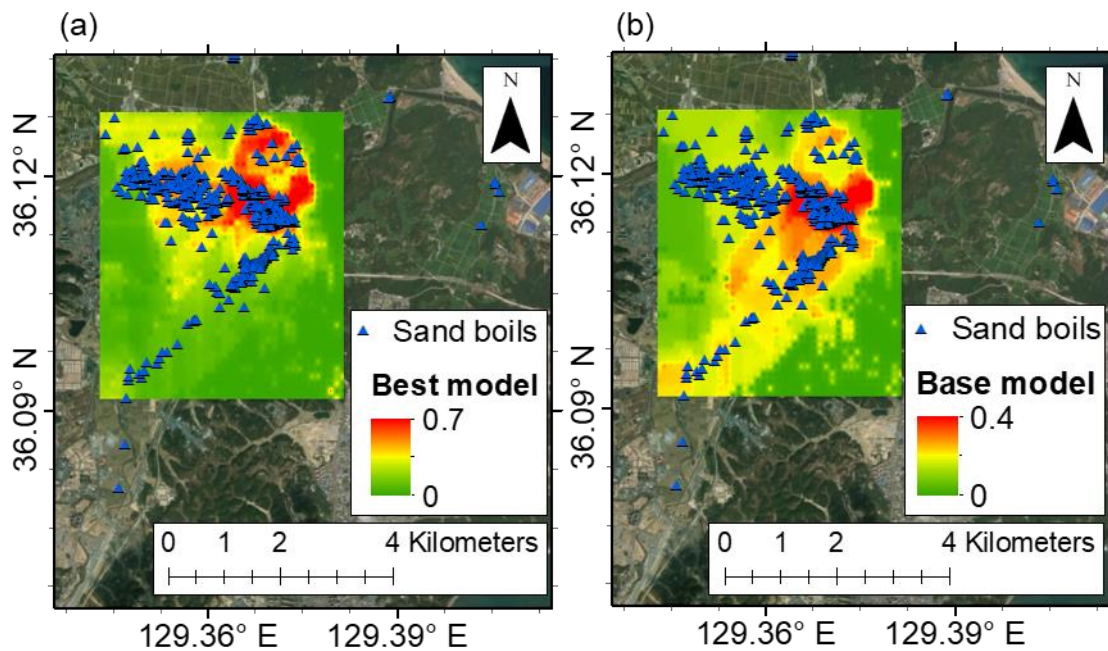 (a)
N
36.12° N
36.09° N
Sand boils
Best model
0.7
0
0 1 2 4 Kilometers
129.36° E 129.39° E
(b)
N
36.12° N
36.09° N
Sand boils
Base model
0.4
0
0 1 2 4 Kilometers
129.36° E 129.39° E